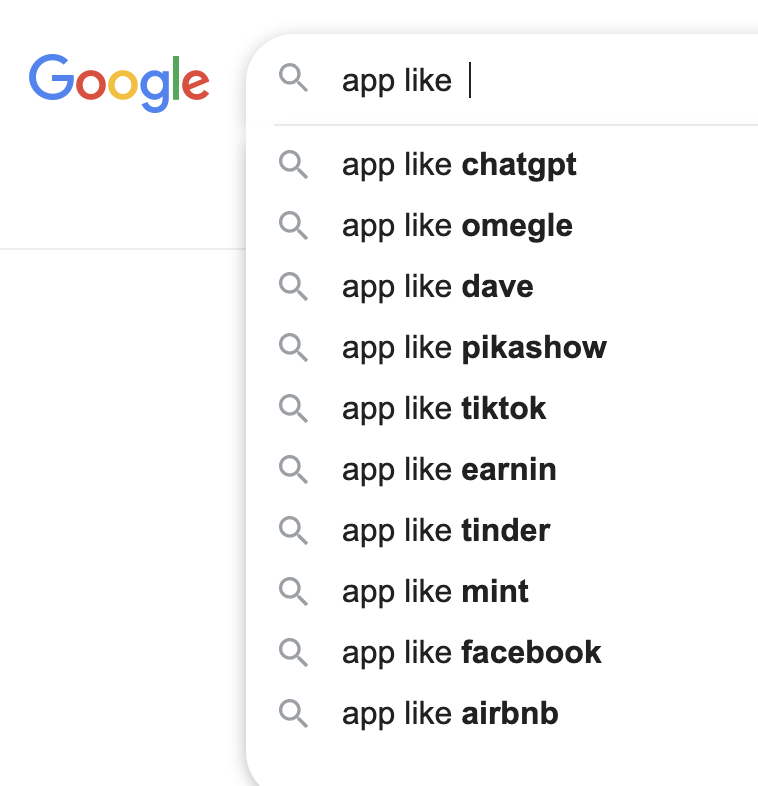 Google
app like
app like chatgpt
app like omegle
app like dave
app like pikashow
app like tiktok
app like earnin
app like tinder
app like mint
app like facebook
app like airbnb